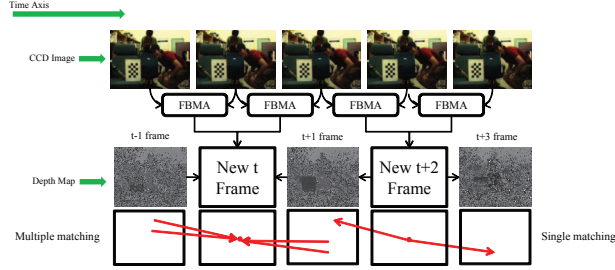 Time Axis
CCD Image
FBMA FBMA FBMA FBMA
t-1 frame t+1 frame t+3 frame
Depth Map
New t
Frame
New t+2
Frame
Multiple matching Single matching